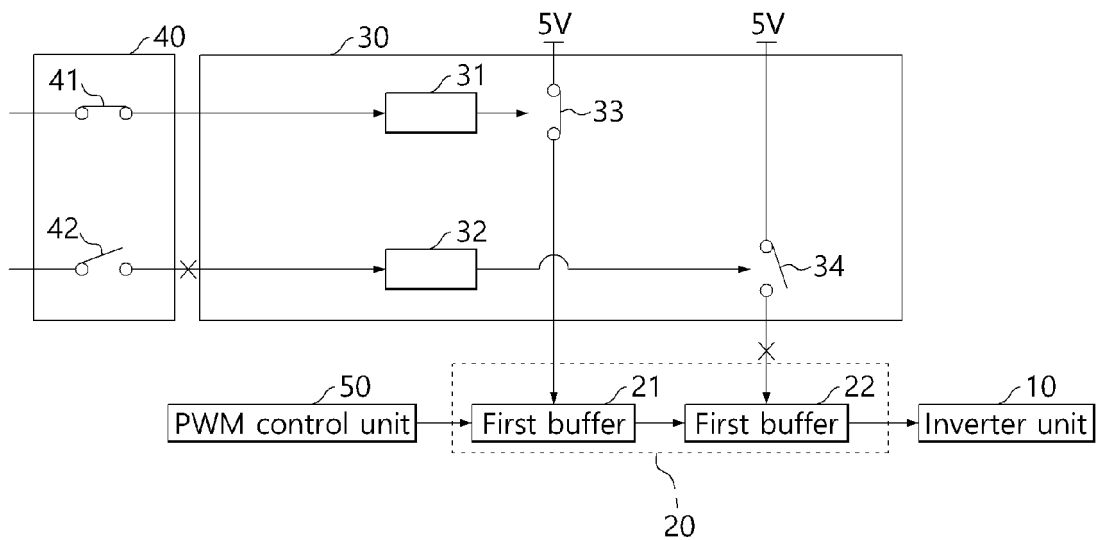 40
30
5V
5V
41
31
33
42
32
34
50
21
22
10
PWM control unit
First buffer
First buffer
Inverter unit
20